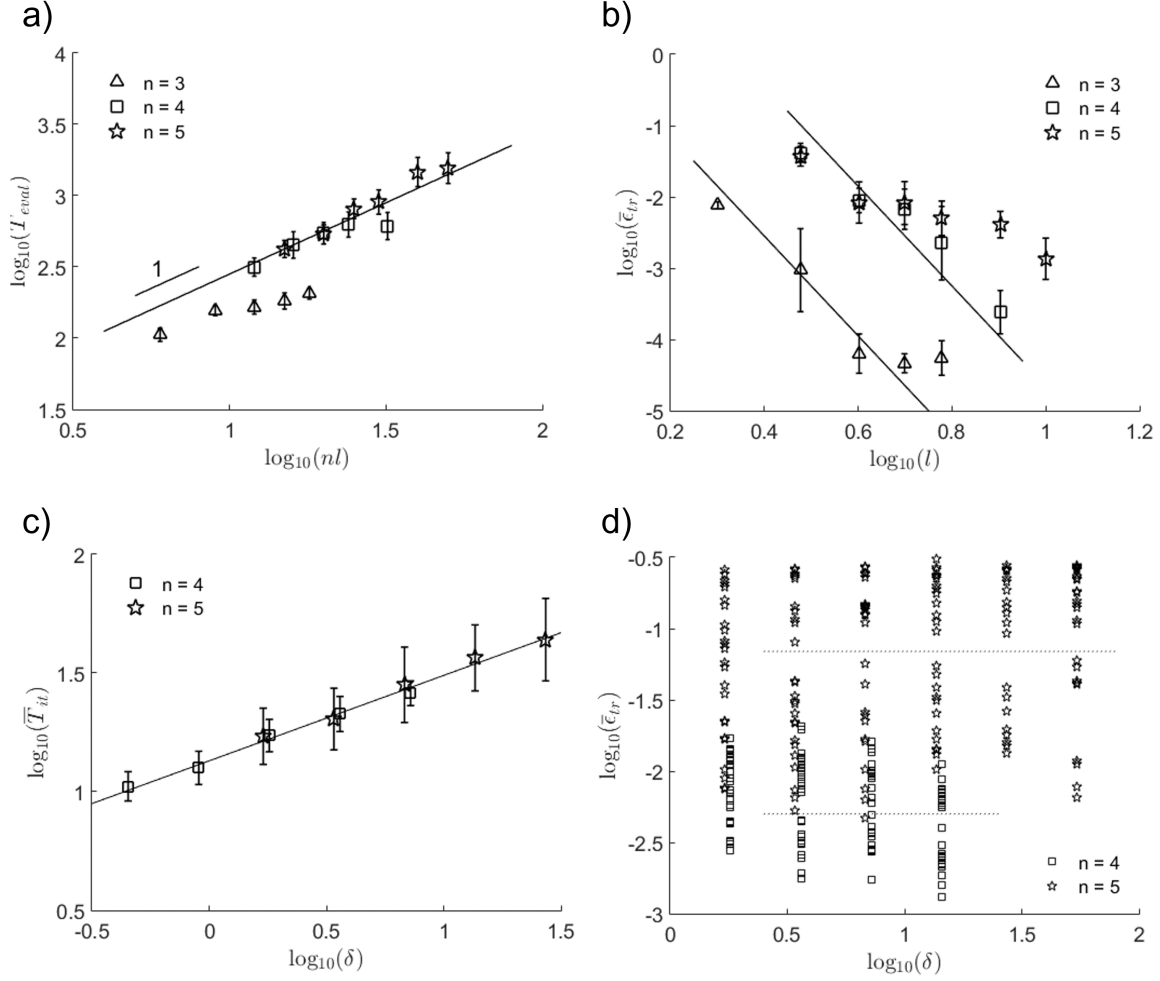 a)
4
3.5
3
2.5
2
1.5
0.5
1
1.5
2
n = 3
n = 4
n = 5
1
log₁₀(T_eval)
log₁₀(nl)
b)
0
-1
-2
-3
-4
-5
0.2
0.4
0.6
0.8
1
1.2
n = 3
n = 4
n = 5
log₁₀(ε̄_tr)
log₁₀(l)
c)
2
1.5
1
0.5
-0.5
0
0.5
1
1.5
n = 4
n = 5
log₁₀(T̄_it)
log₁₀(δ)
d)
-0.5
-1
-1.5
-2
-2.5
-3
0
0.5
1
1.5
2
n = 4
n = 5
log₁₀(ε̄_tr)
log₁₀(δ)